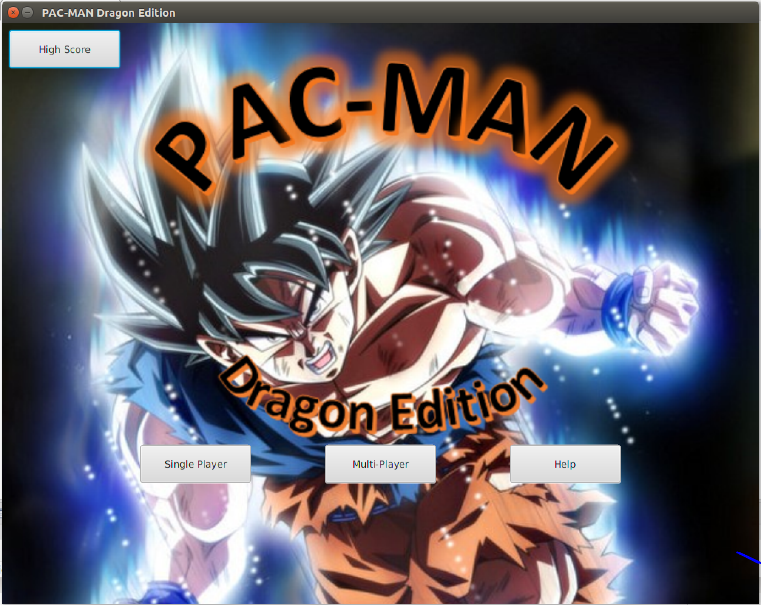 PAC-MAN Dragon Edition
High Score
PAC-MAN
Dragon Edition
Single Player
Multi-Player
Help